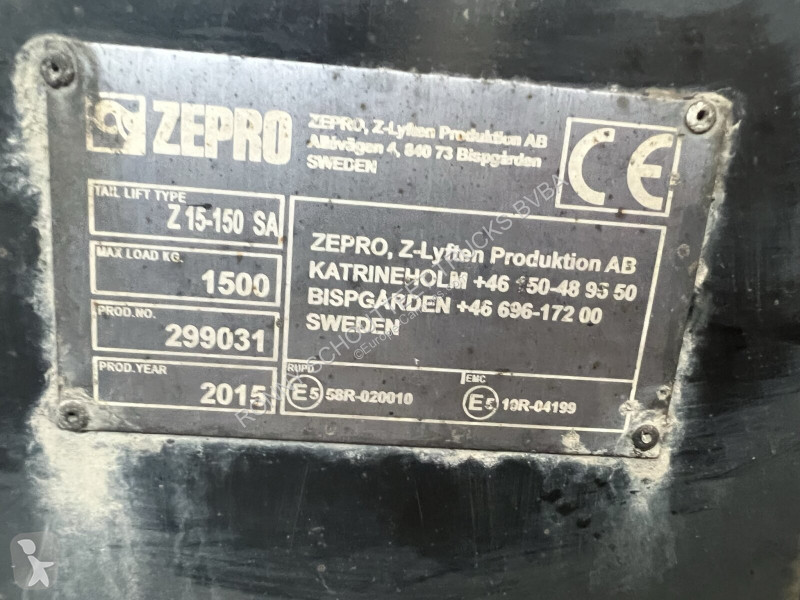 ZEPRO
ZEPRO, Z-Lyften Produktion AB
Allévägen 4, 840 73 Bispgården
SWEDEN
CE
TAIL LIFT TYPE
Z 15-150 SA
MAX LOAD KG.
1500
PROD.NO.
299031
PROD.YEAR
2015
ZEPRO, Z-Lyften Produktion AB
KATRINEHOLM +46 150-48 95 50
BISPGÅRDEN +46 696-172 00
SWEDEN
RUPD
E5 58R-020010
EMC
E5 10R-04199